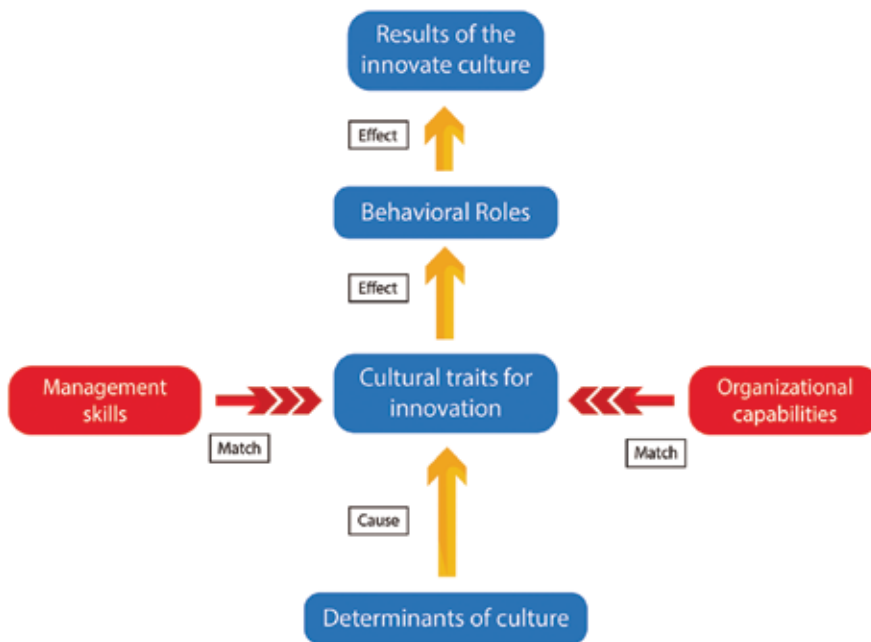 Results of the
innovate culture
Effect
Behavioral Roles
Effect
Management
skills
Cultural traits for
innovation
Organizational
capabilities
Match
Match
Cause
Determinants of culture